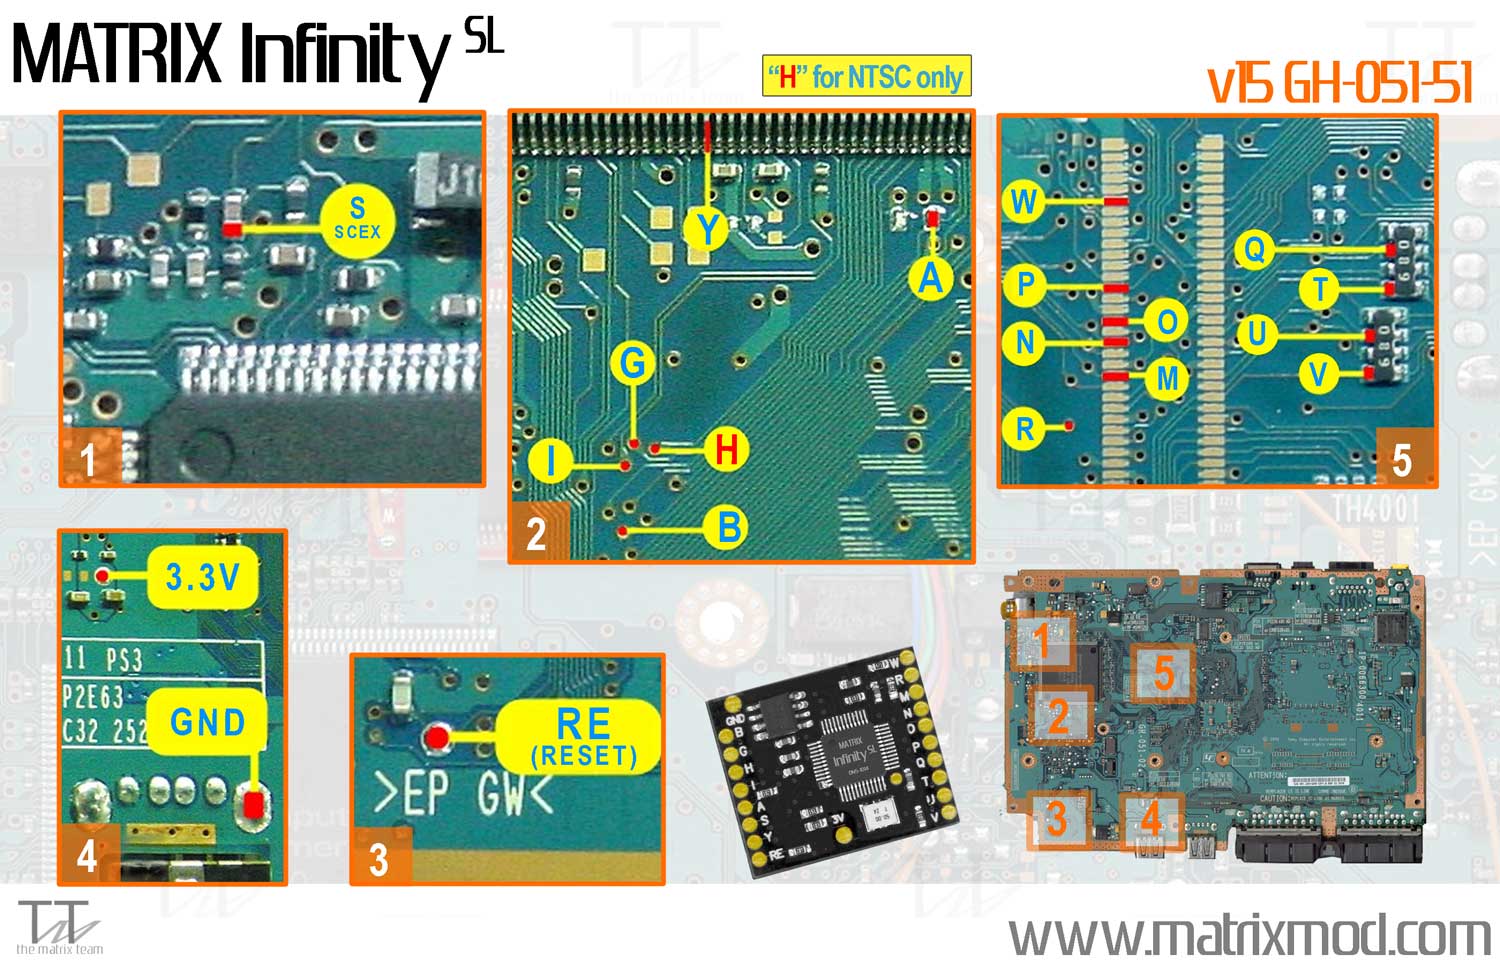 MATRIX Infinity SL
"H" for NTSC only
v15 GH-051-51
J10
S
SCEX
1
Y
A
G
H
I
B
2
W
P
O
N
M
R
Q
T
U
V
5
TH4001
>EP GW<
3.3V
11 PS3
P2E63
C32 252
GND
4
RE
(RESET)
>EP GW<
3
GND
B
G
H
I
A
S
Y
RE
3V
MATRIX
Infinity SL
W
R
M
N
O
P
Q
T
U
V
1
2
3
4
5
ATTENTION:
CAUTION:
TT
the matrix team
www.matrixmod.com